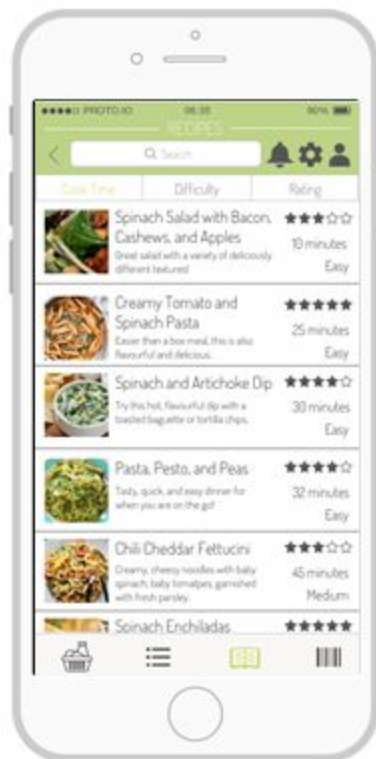 PROTO.IO 06:35 90%
RECIPES
Search
Cook Time Difficulty Rating
Spinach Salad with Bacon,
Cashews, and Apples
Great salad with a variety of deliciously
different textures!
10 minutes
Easy
Creamy Tomato and
Spinach Pasta
Easier than a box meal, this is also
flavourful and delicious.
25 minutes
Easy
Spinach and Artichoke Dip
Try this hot, flavourful dip with a
toasted baguette or tortilla chips.
30 minutes
Easy
Pasta, Pesto, and Peas
Tasty, quick, and easy dinner for
when you are on the go!
32 minutes
Easy
Chili Cheddar Fettucini
Creamy, cheesy noodles with baby
spinach, baby tomatoes, garnished
with fresh parsley.
45 minutes
Medium
Spinach Enchiladas